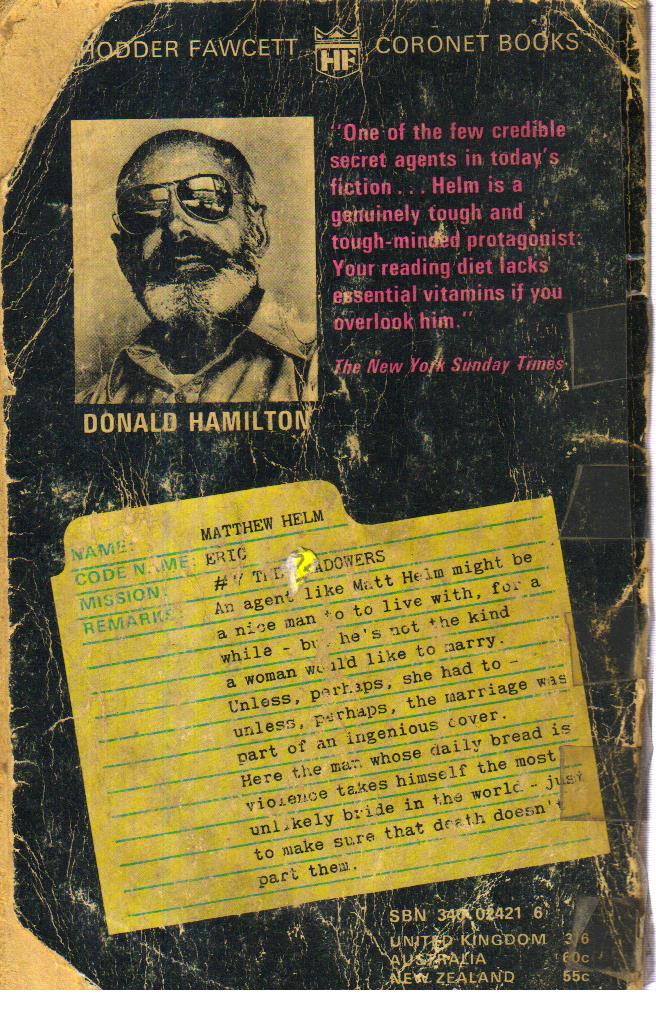 HODDER FAWCETT HF CORONET BOOKS
"One of the few credible
secret agents in today's
fiction . . . Helm is a
genuinely tough and
tough-minded protagonist:
Your reading diet lacks
essential vitamins if you
overlook him."
The New York Sunday Times
DONALD HAMILTON
NAME: MATTHEW HELM
CODE NAME: ERIC
MISSION # 7
REMARKS
An agent like Matt Helm might be
a nice man to to live with, for a
while - but he's not the kind
a woman would like to marry.
Unless, perhaps, she had to -
unless, perhaps, the marriage was
part of an ingenious cover.
Here the man whose daily bread is
violence takes himself the most
unlikely bride in the world - just
to make sure that death doesn't
part them.
SBN 340 02421 6
UNITED KINGDOM 3/6
AUSTRALIA 60c
NEW ZEALAND 55c